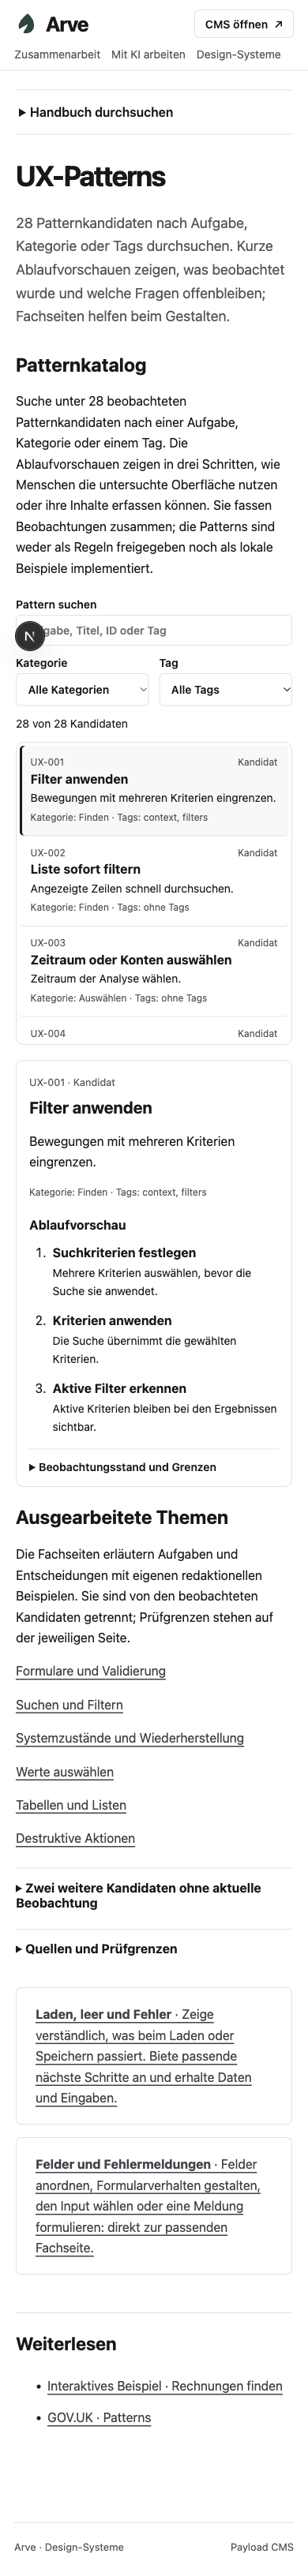 Arve
CMS öffnen ↗
Zusammenarbeit Mit KI arbeiten Design-Systeme
▶ Handbuch durchsuchen
UX-Patterns
28 Patternkandidaten nach Aufgabe,
Kategorie oder Tags durchsuchen. Kurze
Ablaufvorschauen zeigen, was beobachtet
wurde und welche Fragen offenbleiben;
Fachseiten helfen beim Gestalten.
Patternkatalog
Suche unter 28 beobachteten
Patternkandidaten nach einer Aufgabe,
Kategorie oder einem Tag. Die
Ablaufvorschauen zeigen in drei Schritten, wie
Menschen die untersuchte Oberfläche nutzen
oder ihre Inhalte erfassen können. Sie fassen
Beobachtungen zusammen; die Patterns sind
weder als Regeln freigegeben noch als lokale
Beispiele implementiert.
Pattern suchen
N
gabe, Titel, ID oder Tag
Kategorie Tag
Alle Kategorien Alle Tags
28 von 28 Kandidaten
UX-001 Kandidat
Filter anwenden
Bewegungen mit mehreren Kriterien eingrenzen.
Kategorie: Finden · Tags: context, filters
UX-002 Kandidat
Liste sofort filtern
Angezeigte Zeilen schnell durchsuchen.
Kategorie: Finden · Tags: ohne Tags
UX-003 Kandidat
Zeitraum oder Konten auswählen
Zeitraum der Analyse wählen.
Kategorie: Auswählen · Tags: ohne Tags
UX-004 Kandidat
UX-001 · Kandidat
Filter anwenden
Bewegungen mit mehreren Kriterien
eingrenzen.
Kategorie: Finden · Tags: context, filters
Ablaufvorschau
1. Suchkriterien festlegen
Mehrere Kriterien auswählen, bevor die
Suche sie anwendet.
2. Kriterien anwenden
Die Suche übernimmt die gewählten
Kriterien.
3. Aktive Filter erkennen
Aktive Kriterien bleiben bei den Ergebnissen
sichtbar.
▶ Beobachtungsstand und Grenzen
Ausgearbeitete Themen
Die Fachseiten erläutern Aufgaben und
Entscheidungen mit eigenen redaktionellen
Beispielen. Sie sind von den beobachteten
Kandidaten getrennt; Prüfgrenzen stehen auf
der jeweiligen Seite.
Formulare und Validierung
Suchen und Filtern
Systemzustände und Wiederherstellung
Werte auswählen
Tabellen und Listen
Destruktive Aktionen
▶ Zwei weitere Kandidaten ohne aktuelle
Beobachtung
▶ Quellen und Prüfgrenzen
Laden, leer und Fehler · Zeige
verständlich, was beim Laden oder
Speichern passiert. Biete passende
nächste Schritte an und erhalte Daten
und Eingaben.
Felder und Fehlermeldungen · Felder
anordnen, Formularverhalten gestalten,
den Input wählen oder eine Meldung
formulieren: direkt zur passenden
Fachseite.
Weiterlesen
• Interaktives Beispiel · Rechnungen finden
• GOV.UK · Patterns
Arve · Design-Systeme Payload CMS